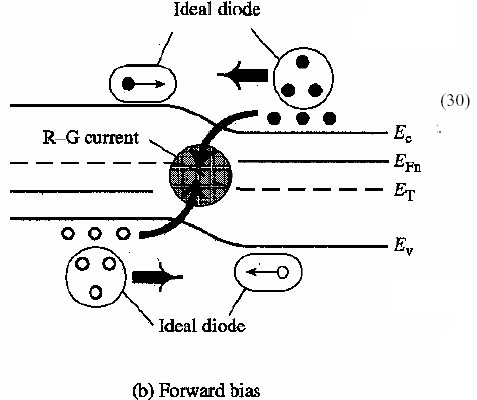 Ideal diode
(30)
R–G current
E_c
E_Fn
E_T
E_v
Ideal diode
(b) Forward bias